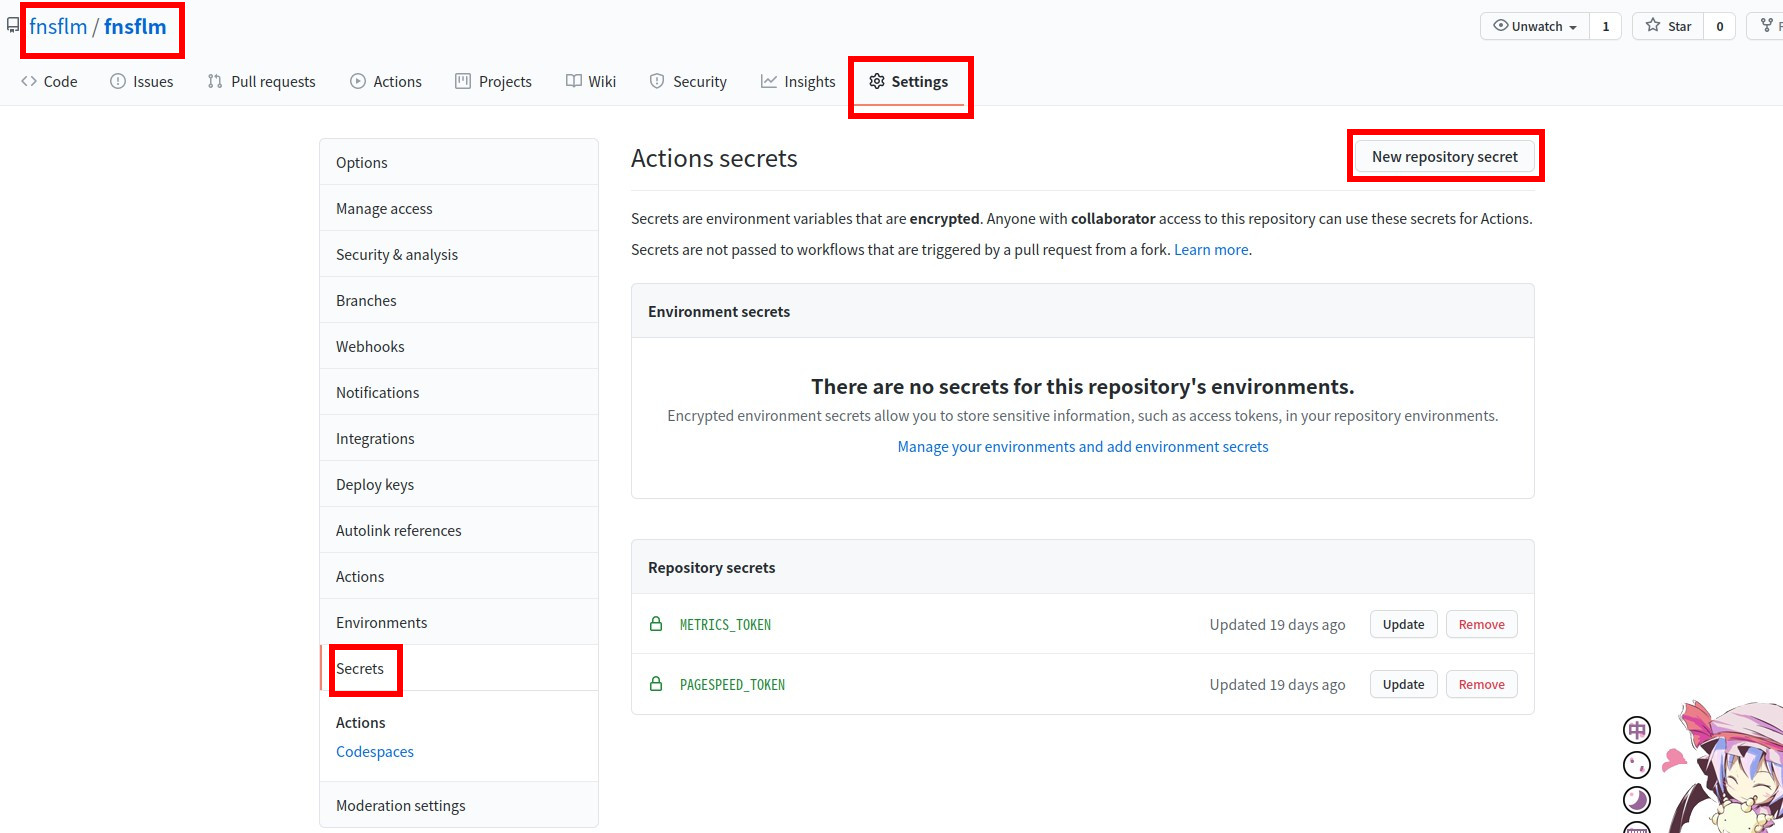 fnsflm / fnsflm
Unwatch 1 Star 0
Code Issues Pull requests Actions Projects Wiki Security Insights Settings
Options
Manage access
Security & analysis
Branches
Webhooks
Notifications
Integrations
Deploy keys
Autolink references
Actions
Environments
Secrets
Actions
Codespaces
Moderation settings
Actions secrets
New repository secret
Secrets are environment variables that are encrypted. Anyone with collaborator access to this repository can use these secrets for Actions.
Secrets are not passed to workflows that are triggered by a pull request from a fork. Learn more.
Environment secrets
There are no secrets for this repository's environments.
Encrypted environment secrets allow you to store sensitive information, such as access tokens, in your repository environments.
Manage your environments and add environment secrets
Repository secrets
METRICS_TOKEN Updated 19 days ago Update Remove
PAGESPEED_TOKEN Updated 19 days ago Update Remove
中